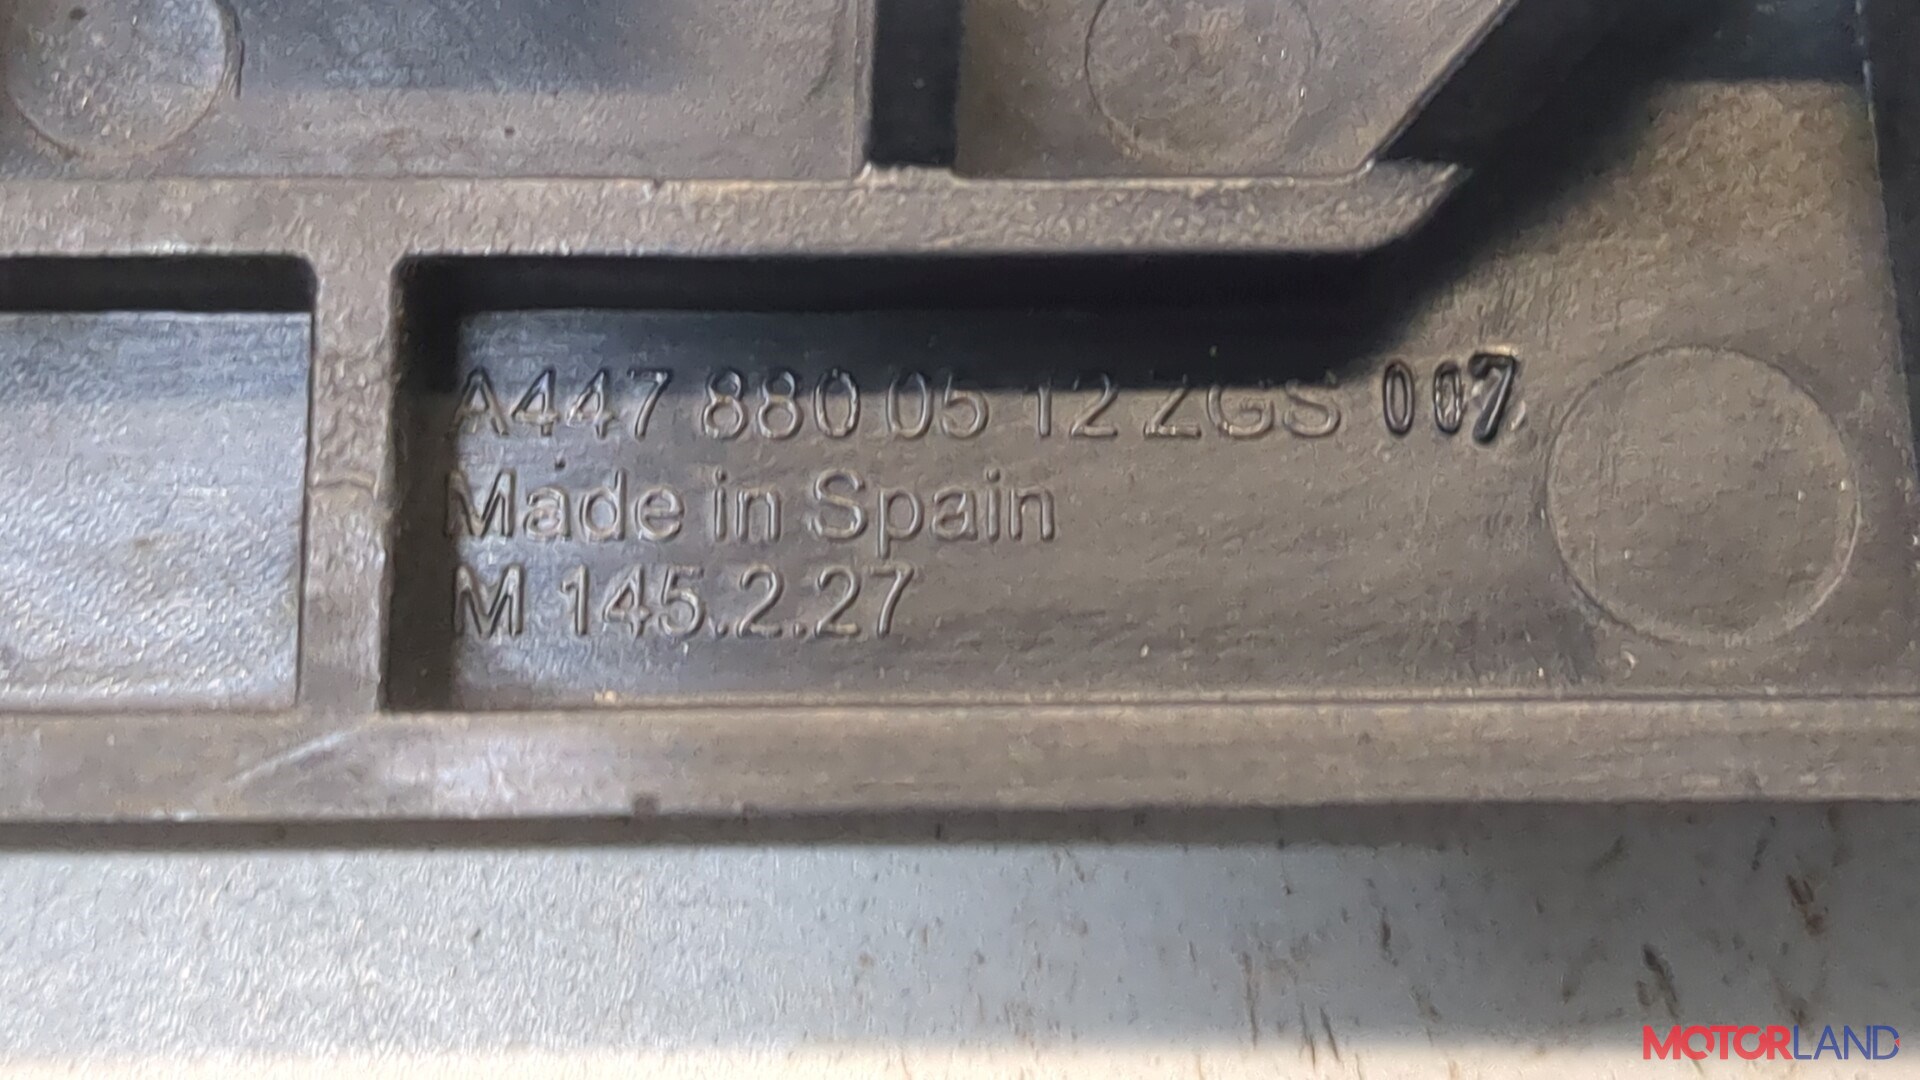 A447 880 05 12 ZGS 007
Made in Spain
M 145.2.27
MOTORLAND